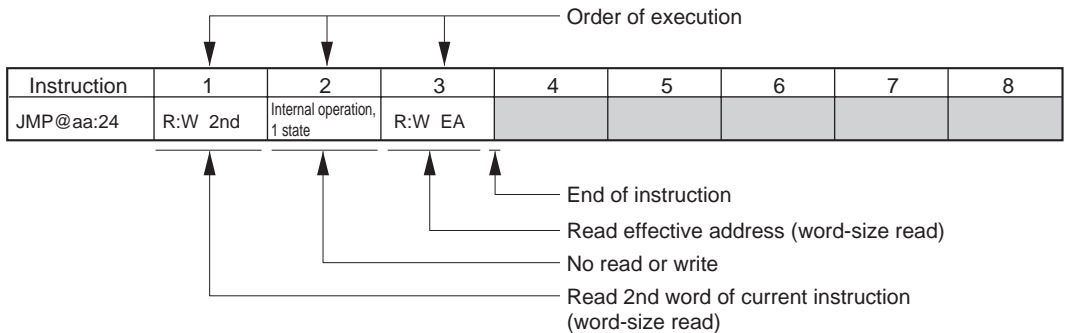 Order of execution
Instruction 1 2 3 4 5 6 7 8
JMP@aa:24 R:W 2nd Internal operation, 1 state R:W EA
End of instruction
Read effective address (word-size read)
No read or write
Read 2nd word of current instruction
(word-size read)